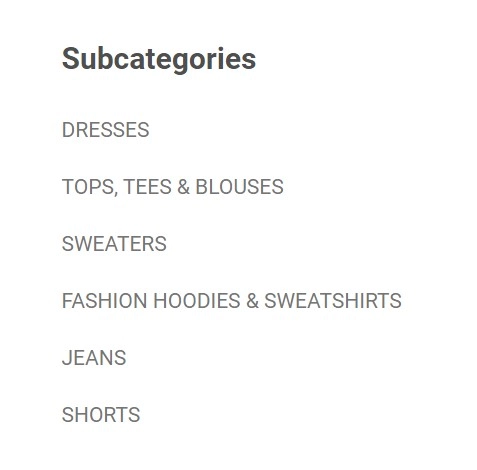 Subcategories
DRESSES
TOPS, TEES & BLOUSES
SWEATERS
FASHION HOODIES & SWEATSHIRTS
JEANS
SHORTS